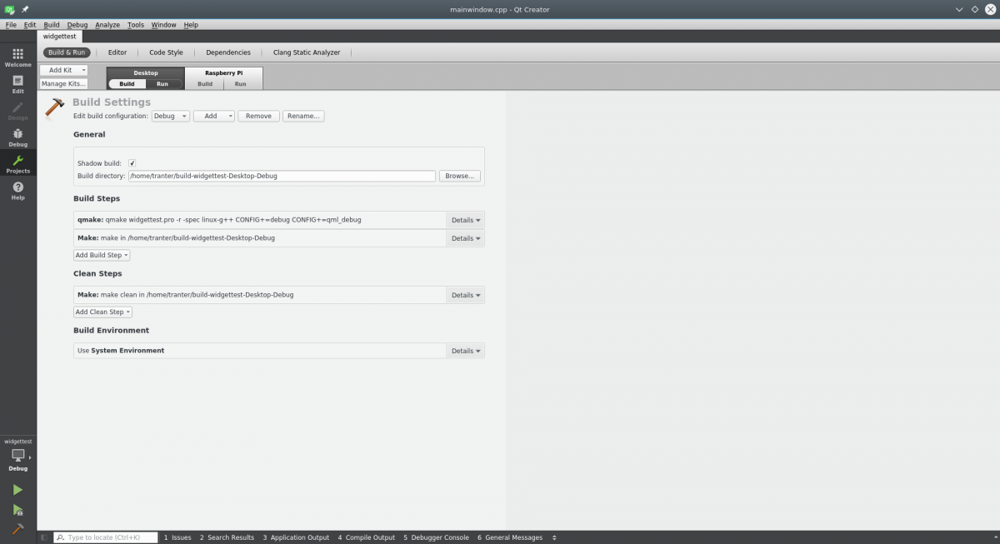 mainwindow.cpp - Qt Creator
File Edit Build Debug Analyze Tools Window Help
widgettest
Build & Run Editor Code Style Dependencies Clang Static Analyzer
Add Kit
Manage Kits...
Desktop
Build Run
Raspberry Pi
Build Run
Welcome
Edit
Design
Debug
Projects
Help
Build Settings
Edit build configuration: Debug Add Remove Rename...
General
Shadow build:
Build directory: /home/tranter/build-widgettest-Desktop-Debug Browse...
Build Steps
qmake: qmake widgettest.pro -r -spec linux-g++ CONFIG+=debug CONFIG+=qml_debug Details
Make: make in /home/tranter/build-widgettest-Desktop-Debug Details
Add Build Step
Clean Steps
Make: make clean in /home/tranter/build-widgettest-Desktop-Debug Details
Add Clean Step
Build Environment
Use System Environment Details
widgettest
Debug
Type to locate (Ctrl+K) 1 Issues 2 Search Results 3 Application Output 4 Compile Output 5 Debugger Console 6 General Messages